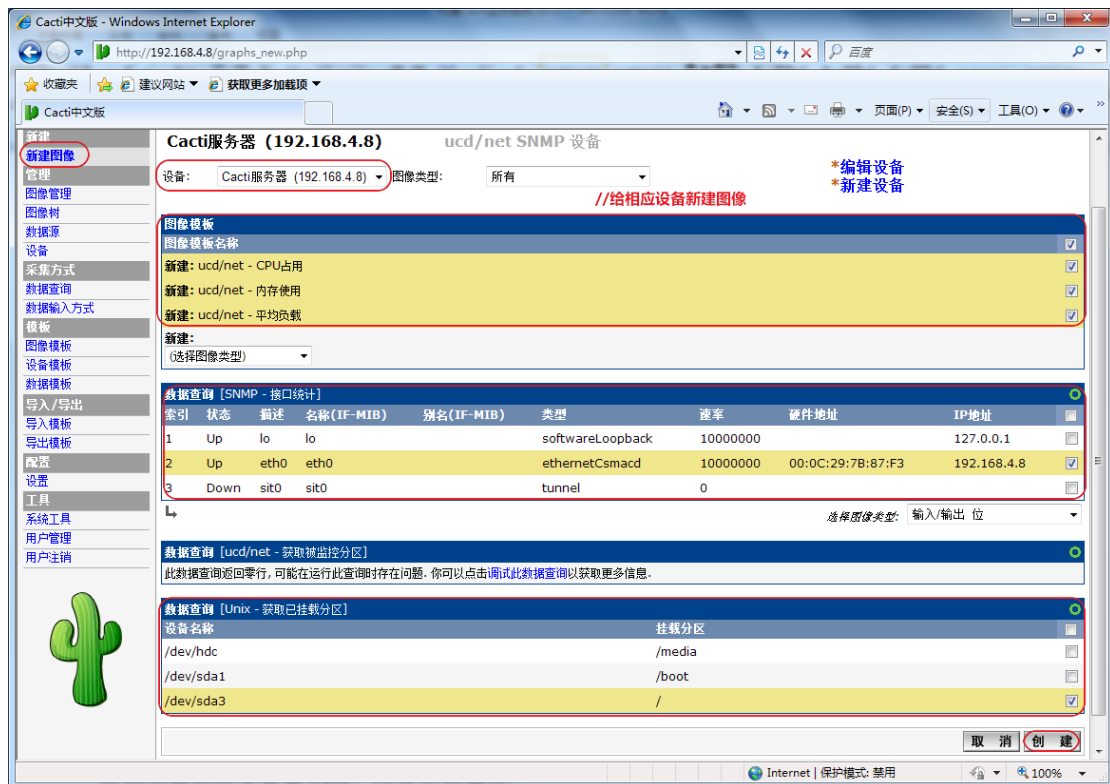 Cacti中文版 - Windows Internet Explorer
http://192.168.4.8/graphs_new.php
百度
收藏夹 建议网站 获取更多加载项
Cacti中文版 页面(P) 安全(S) 工具(O) »
新建
新建图像
管理
图像管理
图像树
数据源
设备
采集方式
数据查询
数据输入方式
模板
图像模板
设备模板
数据模板
导入/导出
导入模板
导出模板
配置
设置
工具
系统工具
用户管理
用户注销
Cacti服务器 (192.168.4.8) ucd/net SNMP 设备
设备: Cacti服务器 (192.168.4.8) 图像类型: 所有
*编辑设备
*新建设备
//给相应设备新建图像
图像模板
图像模板名称
新建: ucd/net - CPU占用
新建: ucd/net - 内存使用
新建: ucd/net - 平均负载
新建:
(选择图像类型)
数据查询 [SNMP - 接口统计]
索引 状态 描述 名称(IF-MIB) 别名(IF-MIB) 类型 速率 硬件地址 IP地址
1 Up lo lo softwareLoopback 10000000 127.0.0.1
2 Up eth0 eth0 ethernetCsmacd 10000000 00:0C:29:7B:87:F3 192.168.4.8
3 Down sit0 sit0 tunnel 0
选择图像类型: 输入/输出 位
数据查询 [ucd/net - 获取被监控分区]
此数据查询返回零行, 可能在运行此查询时存在问题. 你可以点击调试此数据查询以获取更多信息.
数据查询 [Unix - 获取已挂载分区]
设备名称 挂载分区
/dev/hdc /media
/dev/sda1 /boot
/dev/sda3 /
取 消 创 建
Internet | 保护模式: 禁用 100%